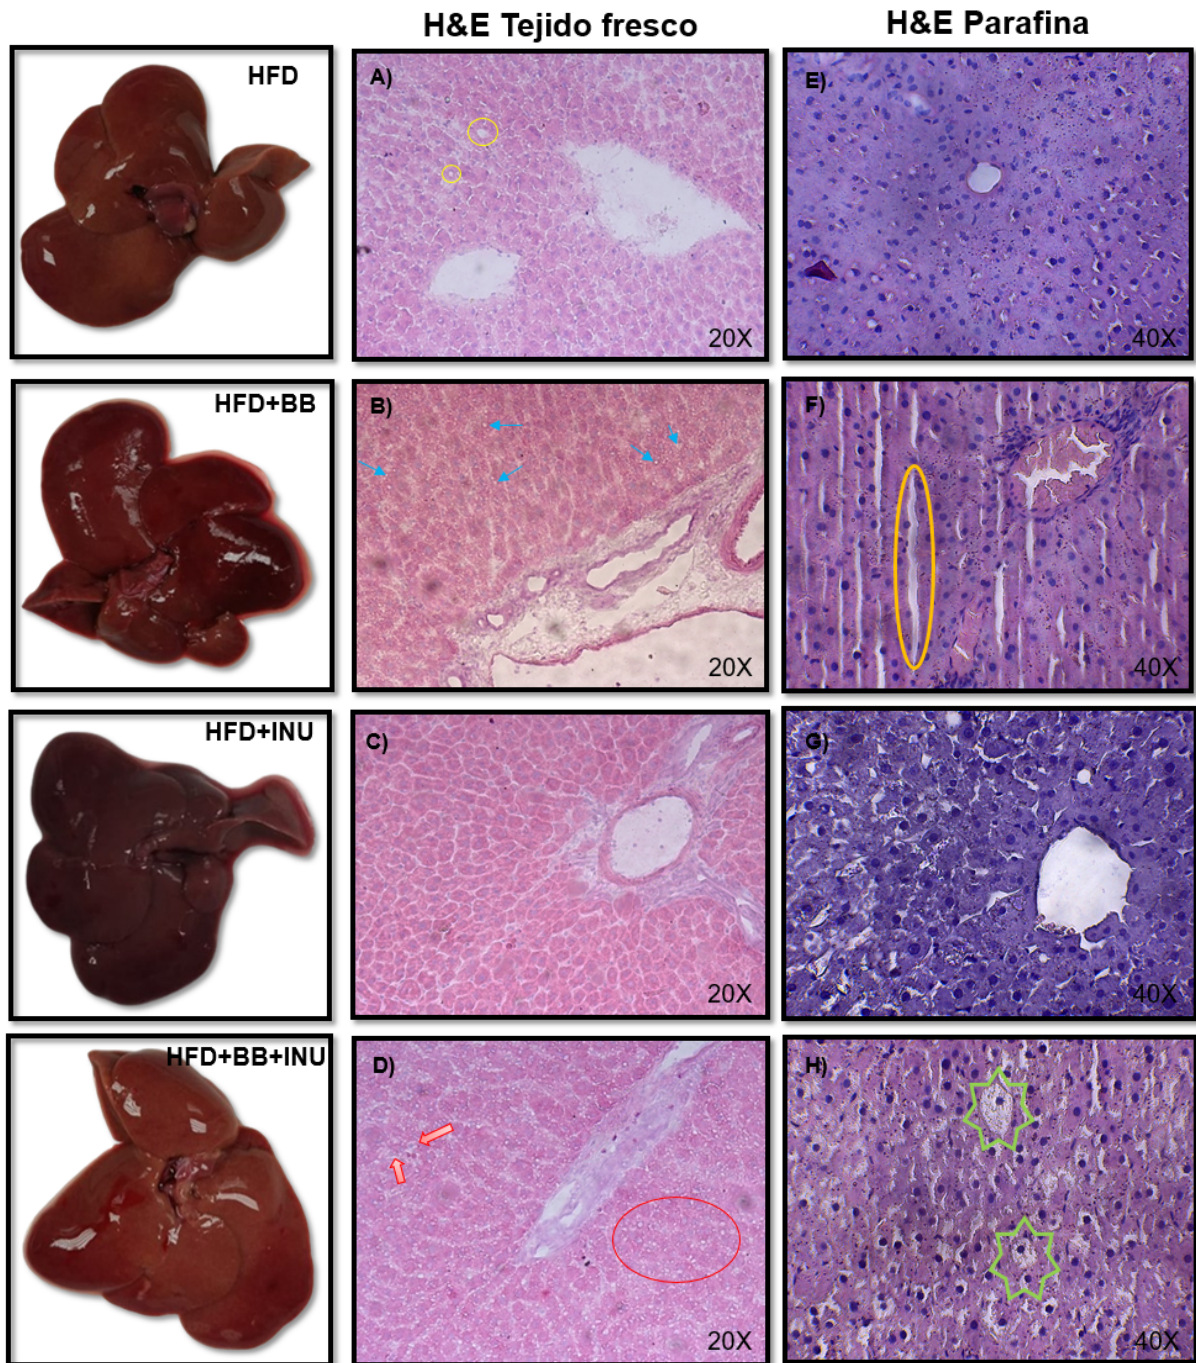 H&E Tejido fresco
H&E Parafina
HFD
A)
20X
E)
40X
HFD+BB
B)
20X
F)
40X
HFD+INU
C)
20X
G)
40X
HFD+BB+INU
D)
20X
H)
40X